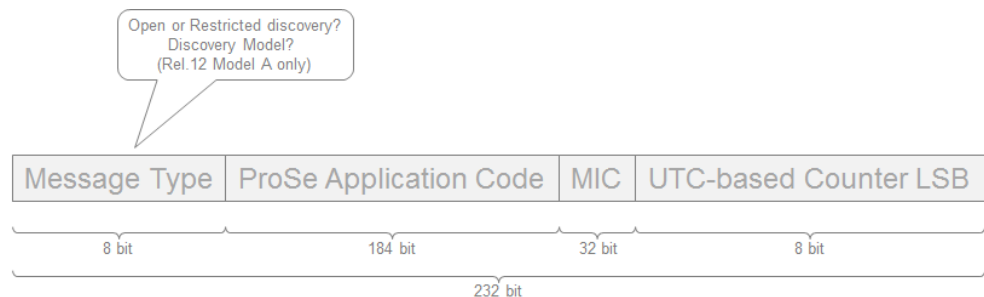 Open or Restricted discovery?
Discovery Model?
(Rel.12 Model A only)
Message Type ProSe Application Code MIC UTC-based Counter LSB
8 bit 184 bit 32 bit 8 bit
232 bit